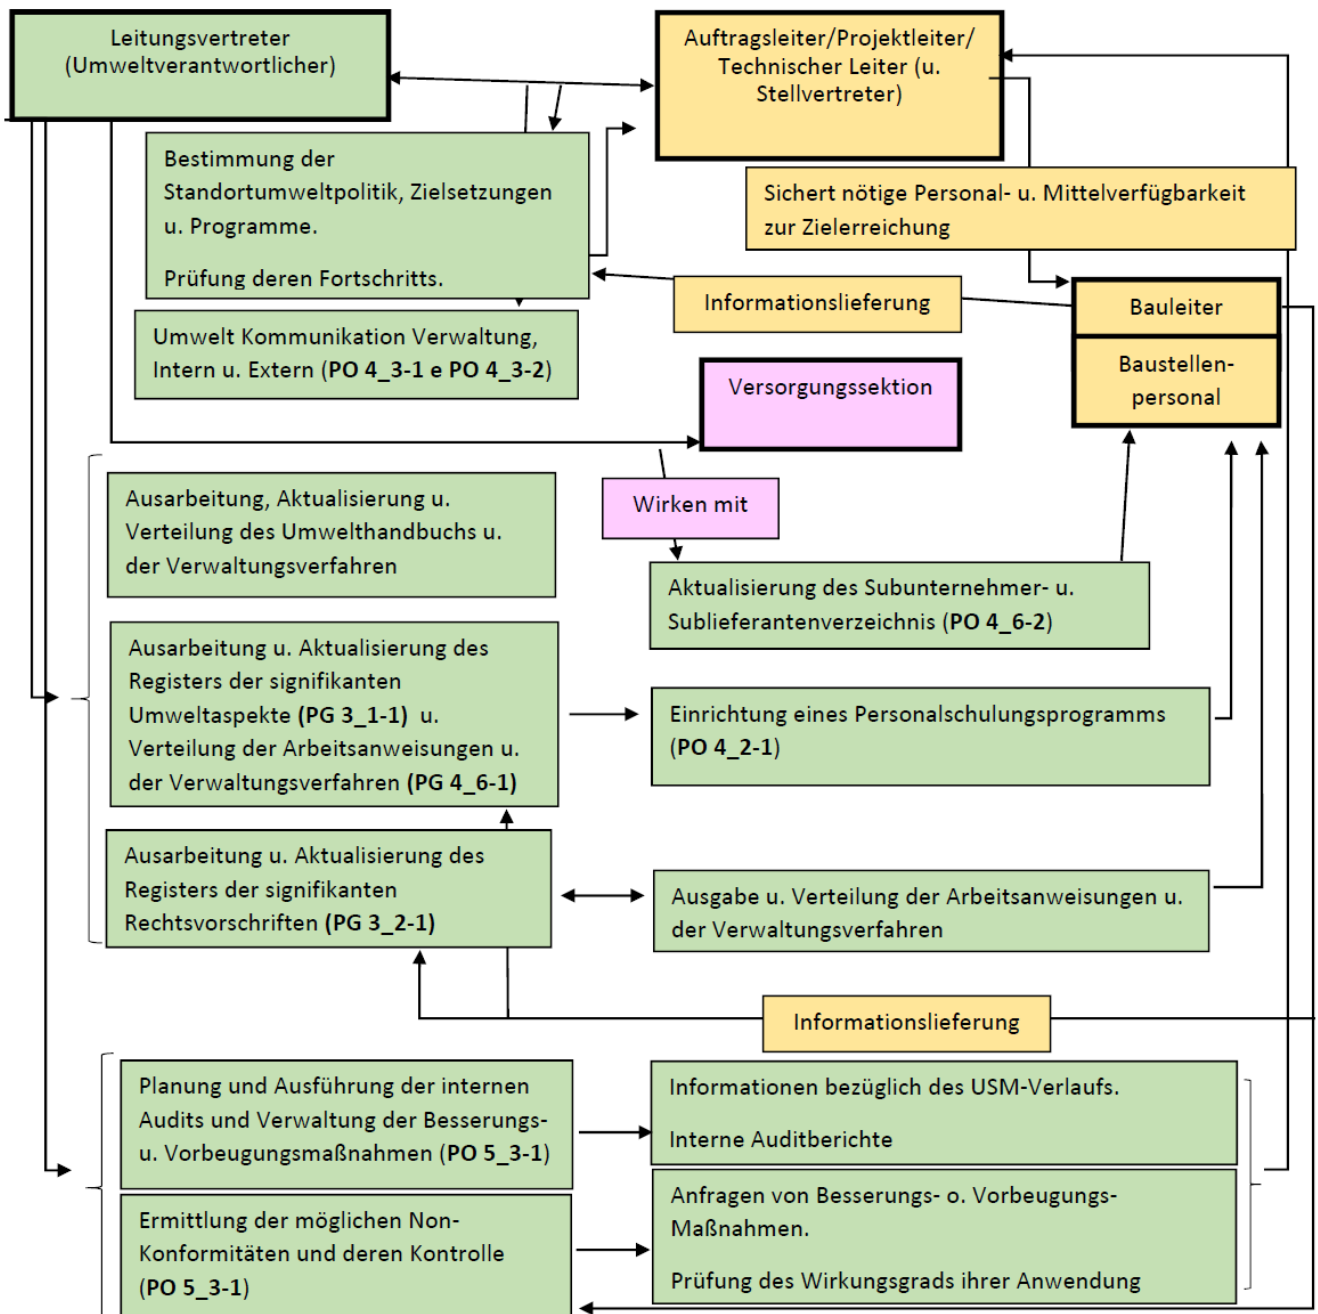 Leitungsvertreter
(Umweltverantwortlicher)
Auftragsleiter/Projektleiter/
Technischer Leiter (u.
Stellvertreter)
Bestimmung der
Standortumweltpolitik, Zielsetzungen
u. Programme.
Prüfung deren Fortschritts.
Sichert nötige Personal- u. Mittelverfügbarkeit
zur Zielerreichung
Informationslieferung
Bauleiter
Baustellen-
personal
Umwelt Kommunikation Verwaltung,
Intern u. Extern (PO 4_3-1 e PO 4_3-2)
Versorgungssektion
Ausarbeitung, Aktualisierung u.
Verteilung des Umwelthandbuchs u.
der Verwaltungsverfahren
Wirken mit
Aktualisierung des Subunternehmer- u.
Sublieferantenverzeichnis (PO 4_6-2)
Ausarbeitung u. Aktualisierung des
Registers der signifikanten
Umweltaspekte (PG 3_1-1) u.
Verteilung der Arbeitsanweisungen u.
der Verwaltungsverfahren (PG 4_6-1)
Einrichtung eines Personalschulungsprogramms
(PO 4_2-1)
Ausarbeitung u. Aktualisierung des
Registers der signifikanten
Rechtsvorschriften (PG 3_2-1)
Ausgabe u. Verteilung der Arbeitsanweisungen u.
der Verwaltungsverfahren
Informationslieferung
Planung und Ausführung der internen
Audits und Verwaltung der Besserungs-
u. Vorbeugungsmaßnahmen (PO 5_3-1)
Informationen bezüglich des USM-Verlaufs.
Interne Auditberichte
Ermittlung der möglichen Non-
Konformitäten und deren Kontrolle
(PO 5_3-1)
Anfragen von Besserungs- o. Vorbeugungs-
Maßnahmen.
Prüfung des Wirkungsgrads ihrer Anwendung